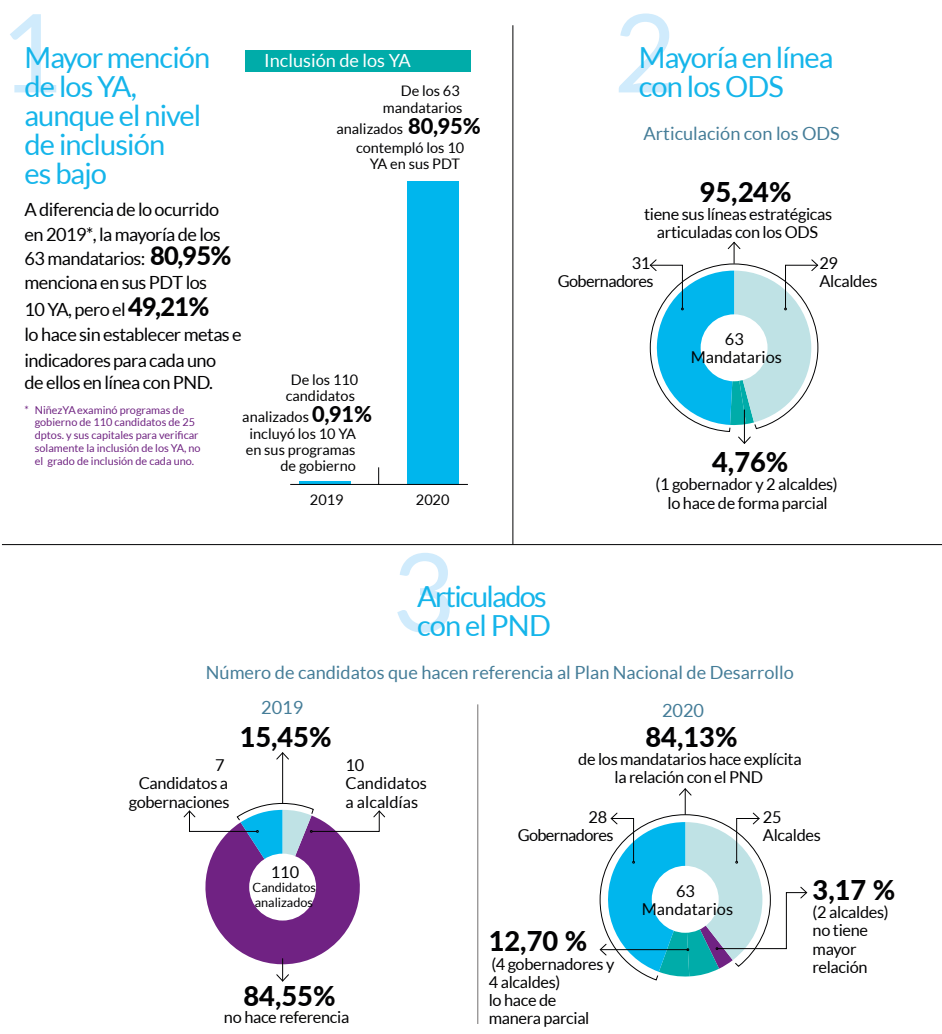 1
Mayor mención
de los YA,
aunque el nivel
de inclusión
es bajo
A diferencia de lo ocurrido
en 2019*, la mayoría de los
63 mandatarios: 80,95%
menciona en sus PDT los
10 YA, pero el 49,21%
lo hace sin establecer metas e
indicadores para cada uno
de ellos en línea con PND.
* NiñezYA examinó programas de
gobierno de 110 candidatos de 25
dptos. y sus capitales para verificar
solamente la inclusión de los YA, no
el grado de inclusión de cada uno.
Inclusión de los YA
De los 63
mandatarios
analizados 80,95%
contempló los 10
YA en sus PDT
De los 110
candidatos
analizados 0,91%
incluyó los 10 YA
en sus programas
de gobierno
2019
2020
2
Mayoría en línea
con los ODS
Articulación con los ODS
95,24%
tiene sus líneas estratégicas
articuladas con los ODS
31
Gobernadores
29
Alcaldes
63
Mandatarios
4,76%
(1 gobernador y 2 alcaldes)
lo hace de forma parcial
3
Articulados
con el PND
Número de candidatos que hacen referencia al Plan Nacional de Desarrollo
2019
15,45%
7
Candidatos a
gobernaciones
10
Candidatos
a alcaldías
110
Candidatos
analizados
84,55%
no hace referencia
2020
84,13%
de los mandatarios hace explícita
la relación con el PND
28
Gobernadores
25
Alcaldes
63
Mandatarios
3,17 %
(2 alcaldes)
no tiene
mayor
relación
12,70 %
(4 gobernadores y
4 alcaldes)
lo hace de
manera parcial